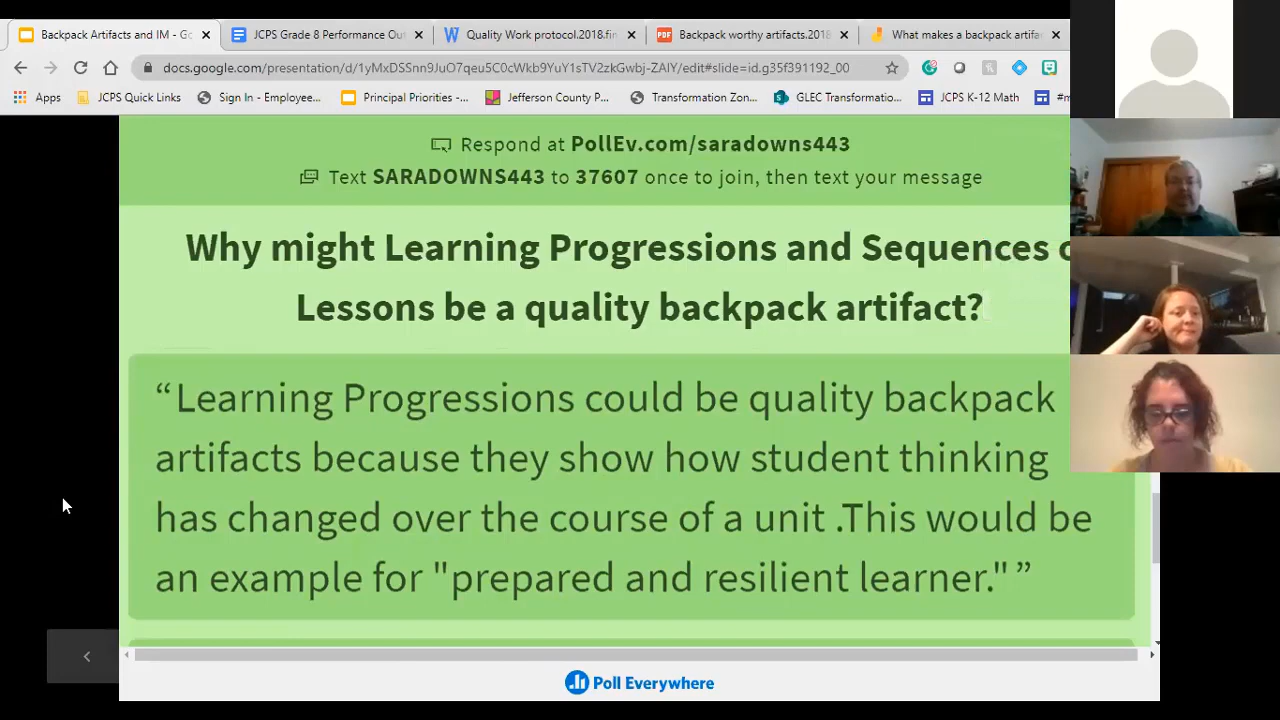 Backpack Artifacts and IM - Go
JCPS Grade 8 Performance Out
Quality Work protocol.2018.fin
Backpack worthy artifacts.2018
What makes a backpack artifa
docs.google.com/presentation/d/1yMxDSSnn9JuO7qeu5C0cWkb9YuY1sTV2zkGwbj-ZAIY/edit#slide=id.g35f391192_00
Apps
JCPS Quick Links
Sign In - Employee...
Principal Priorities -...
Jefferson County P...
Transformation Zon...
GLEC Transformatio...
JCPS K-12 Math
#m
Respond at PollEv.com/saradowns443
Text SARADOWNS443 to 37607 once to join, then text your message
Why might Learning Progressions and Sequences
Lessons be a quality backpack artifact?
“Learning Progressions could be quality backpack
artifacts because they show how student thinking
has changed over the course of a unit .This would be
an example for "prepared and resilient learner." ”
Poll Everywhere